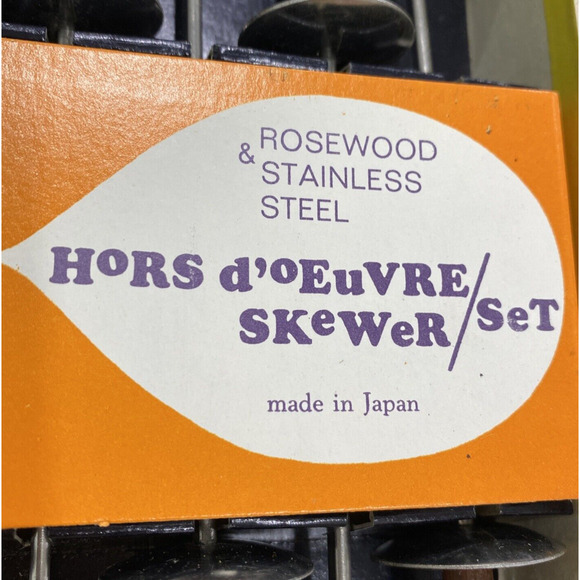 ROSEWOOD
& STAINLESS
STEEL
HoRS d'oEuVRE/
SKeWeR/SeT
made in Japan